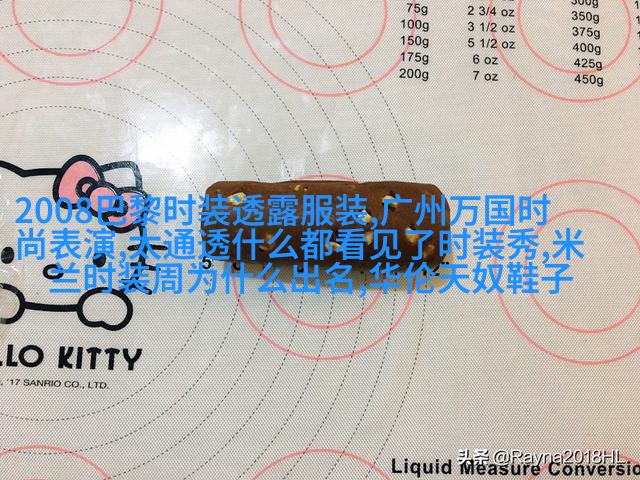 300g
75g 2 3/4 oz 350g
100g 3 1/2 oz 375g
150g 5 1/2 oz 400g
175g 6 oz 425g
200g 7 oz 450g
2008巴黎时装透露服装,广州万国时
尚表演,大通透什么都看见了时装秀,米
兰时装周为什么出名,华伦天奴鞋子
5
LLO KITTY
'17 SANRIO CO., LTD.
Liquid Measure Conversio
头条 @Rayna2018HL